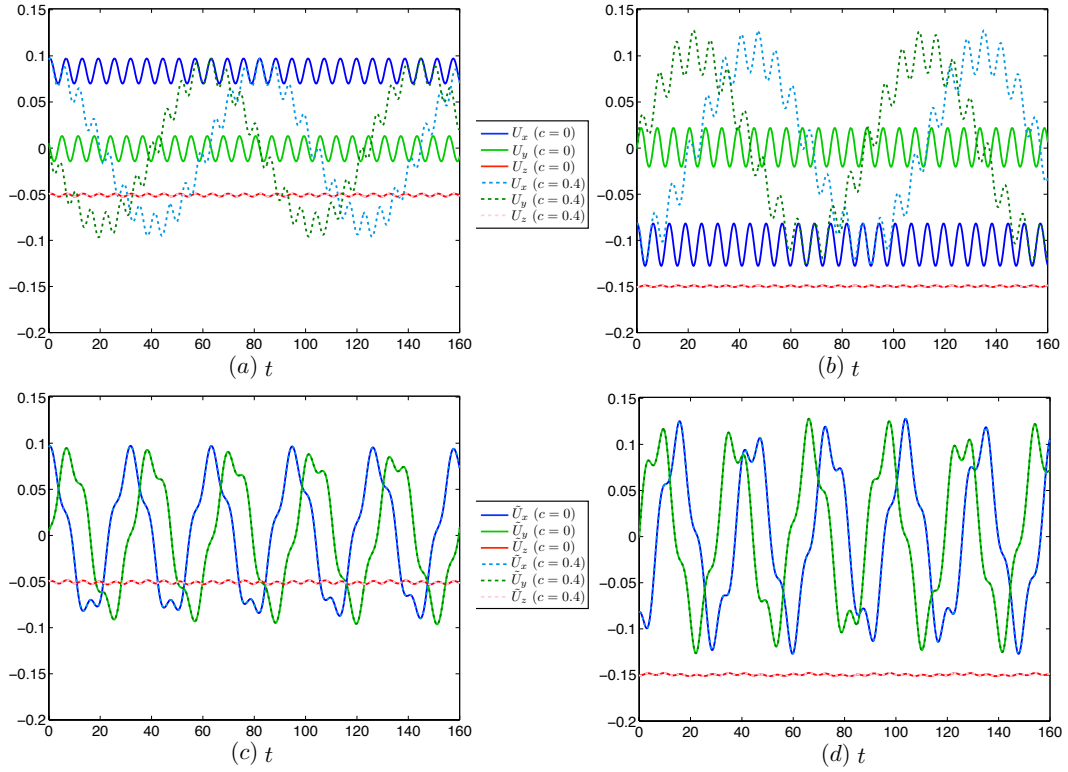 0.15
0.1
0.05
0
−0.05
−0.1
−0.15
−0.2
0 20 40 60 80 100 120 140 160
(a) t
U_x (c = 0)
U_y (c = 0)
U_z (c = 0)
U_x (c = 0.4)
U_y (c = 0.4)
U_z (c = 0.4)
0.15
0.1
0.05
0
−0.05
−0.1
−0.15
−0.2
0 20 40 60 80 100 120 140 160
(b) t
0.15
0.1
0.05
0
−0.05
−0.1
−0.15
−0.2
0 20 40 60 80 100 120 140 160
(c) t
Ũ_x (c = 0)
Ũ_y (c = 0)
Ũ_z (c = 0)
Ũ_x (c = 0.4)
Ũ_y (c = 0.4)
Ũ_z (c = 0.4)
0.15
0.1
0.05
0
−0.05
−0.1
−0.15
−0.2
0 20 40 60 80 100 120 140 160
(d) t